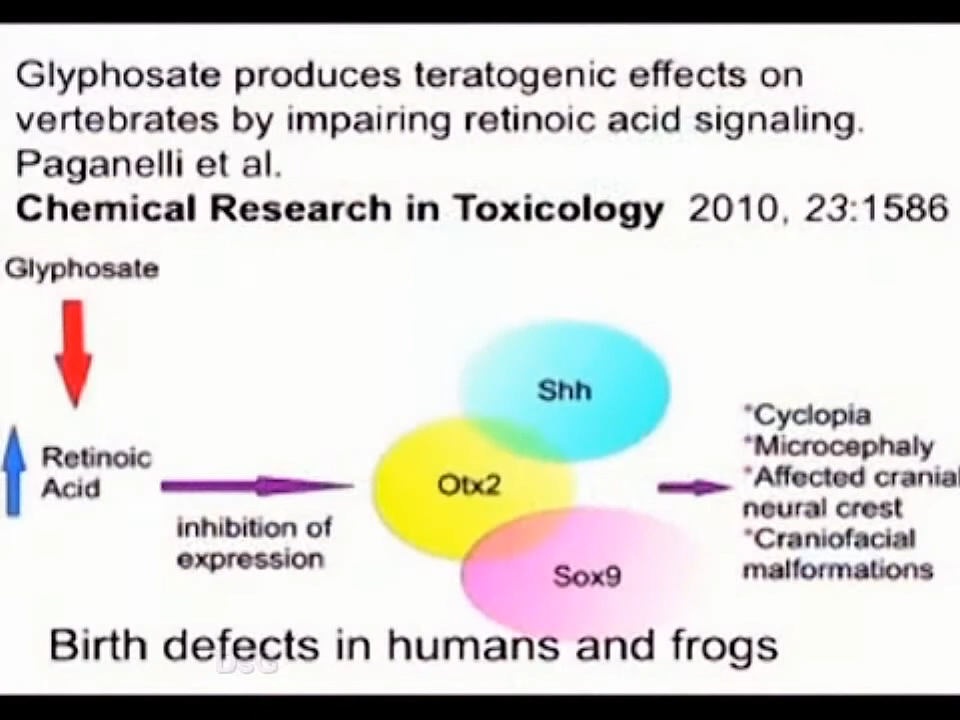 Glyphosate produces teratogenic effects on
vertebrates by impairing retinoic acid signaling.
Paganelli et al.
Chemical Research in Toxicology 2010, 23:1586
Glyphosate
Retinoic
Acid
inhibition of
expression
Shh
Otx2
Sox9
*Cyclopia
*Microcephaly
*Affected cranial
neural crest
*Craniofacial
malformations
Birth defects in humans and frogs
DsG